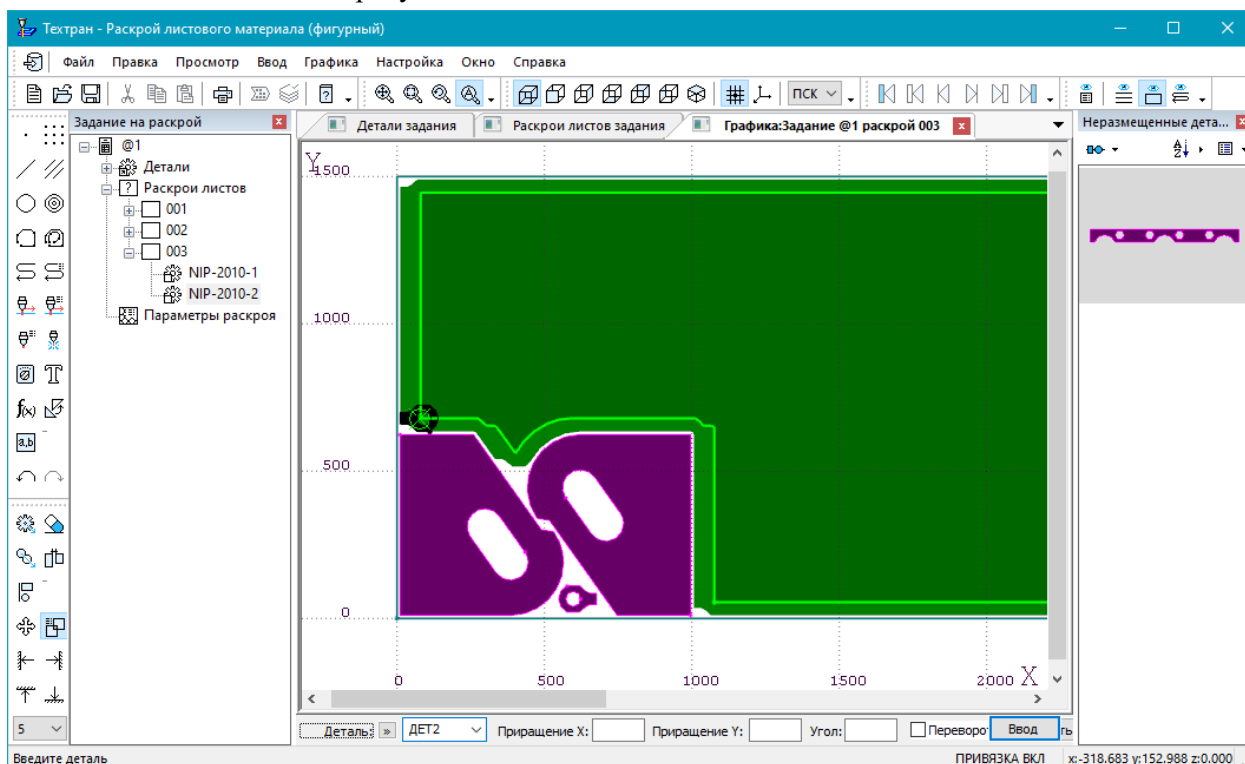 Техтран - Раскрой листового материала (фигурный)
Файл Правка Просмотр Ввод Графика Настройка Окно Справка
ПСК
Задание на раскрой
Детали задания Раскрои листов задания Графика:Задание @1 раскрой 003
Неразмещенные дета...
@1
Детали
Раскрои листов
001
002
003
NIP-2010-1
NIP-2010-2
Параметры раскроя
f(x)
a,b
Y
1500
1000
500
0
0 500 1000 1500 2000 X
5
Деталь: » ДЕТ2 Приращение X: Приращение Y: Угол: Переворо Ввод ть
Введите деталь
ПРИВЯЗКА ВКЛ x:-318.683 y:152.988 z:0.000